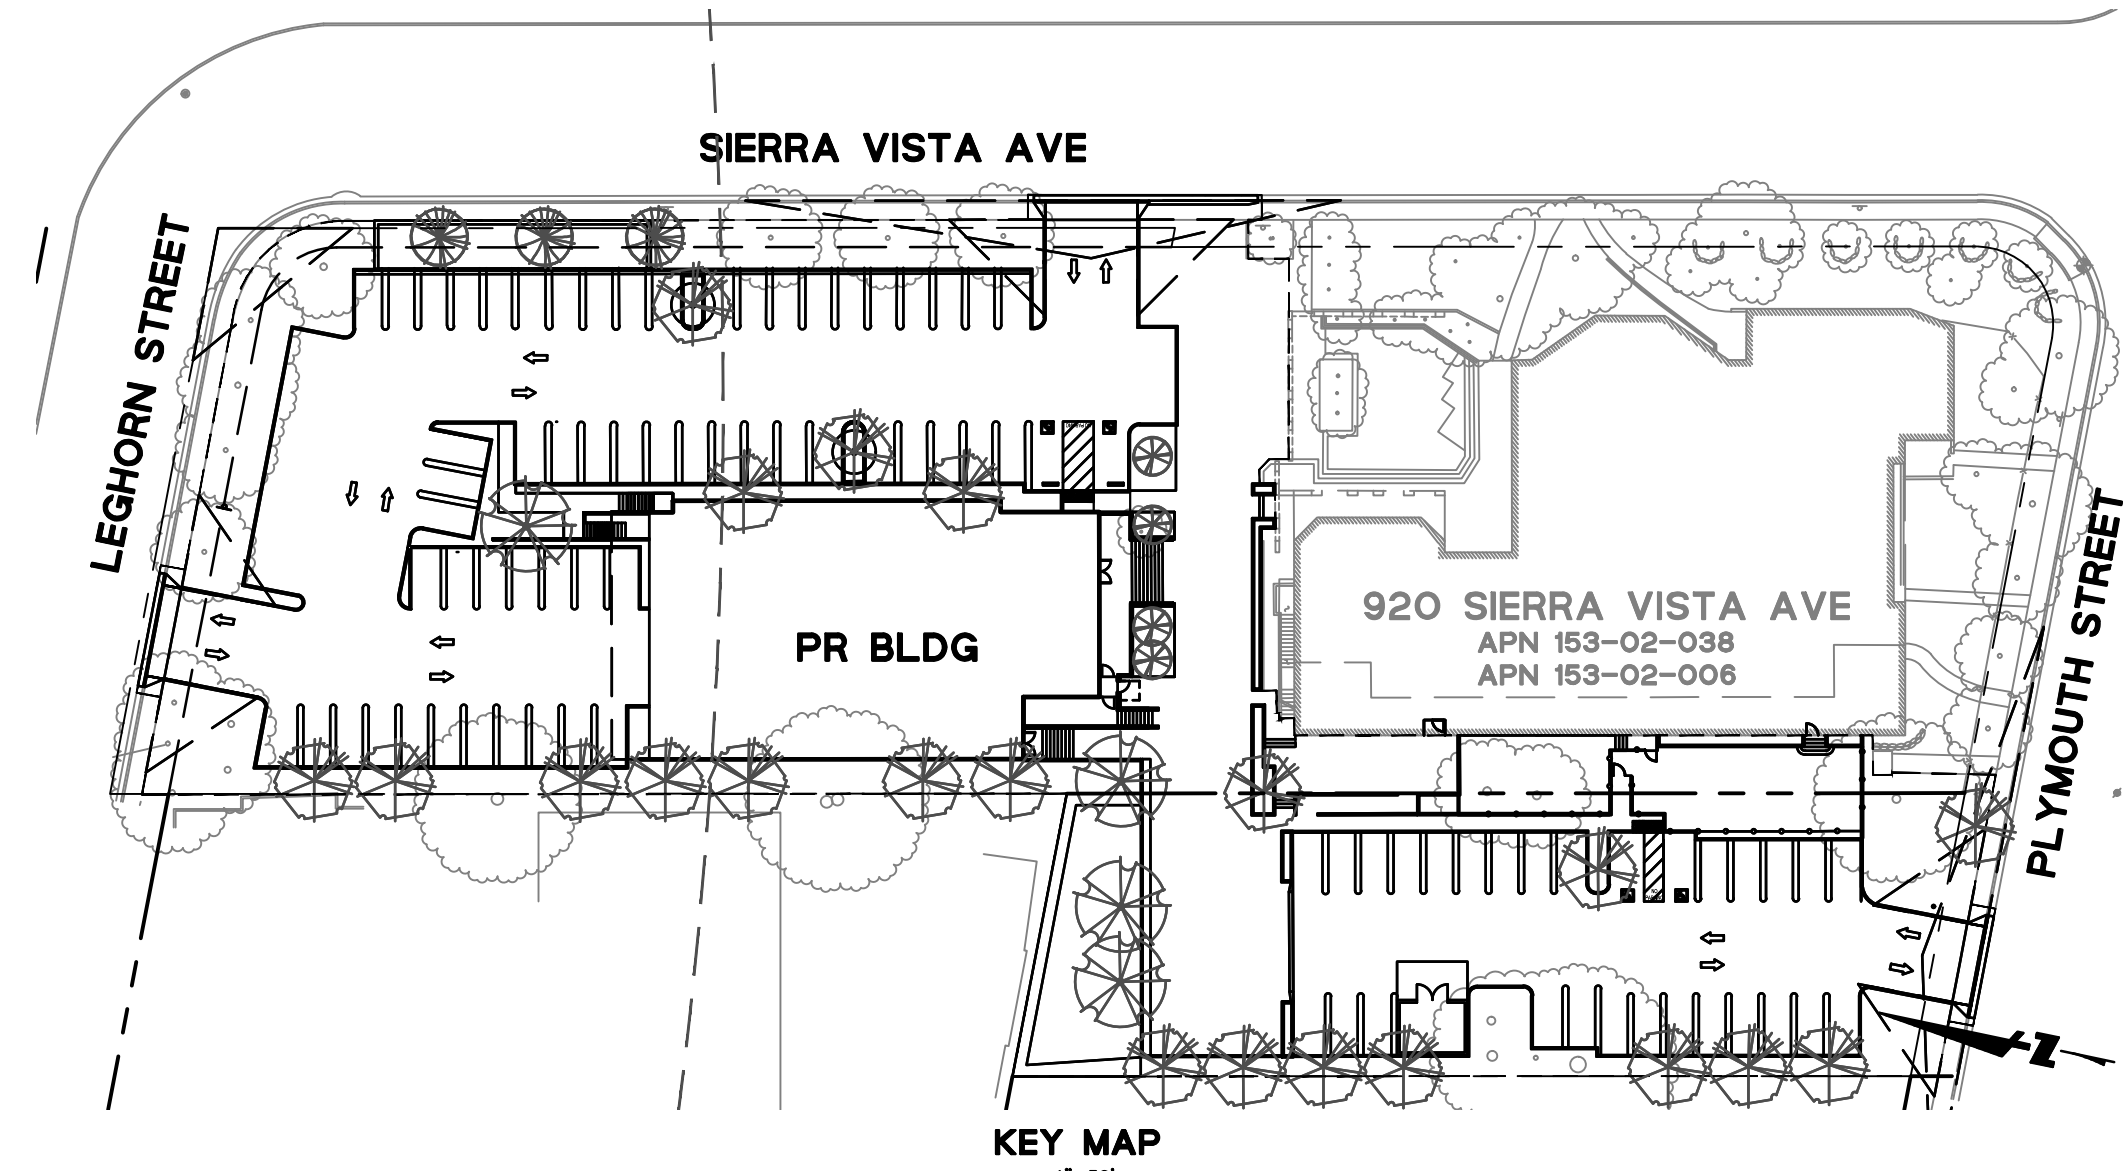 SIERRA VISTA AVE
LEGHORN STREET
920 SIERRA VISTA AVE
APN 153-02-038
APN 153-02-006
PR BLDG
PLYMOUTH STREET
Z
KEY MAP